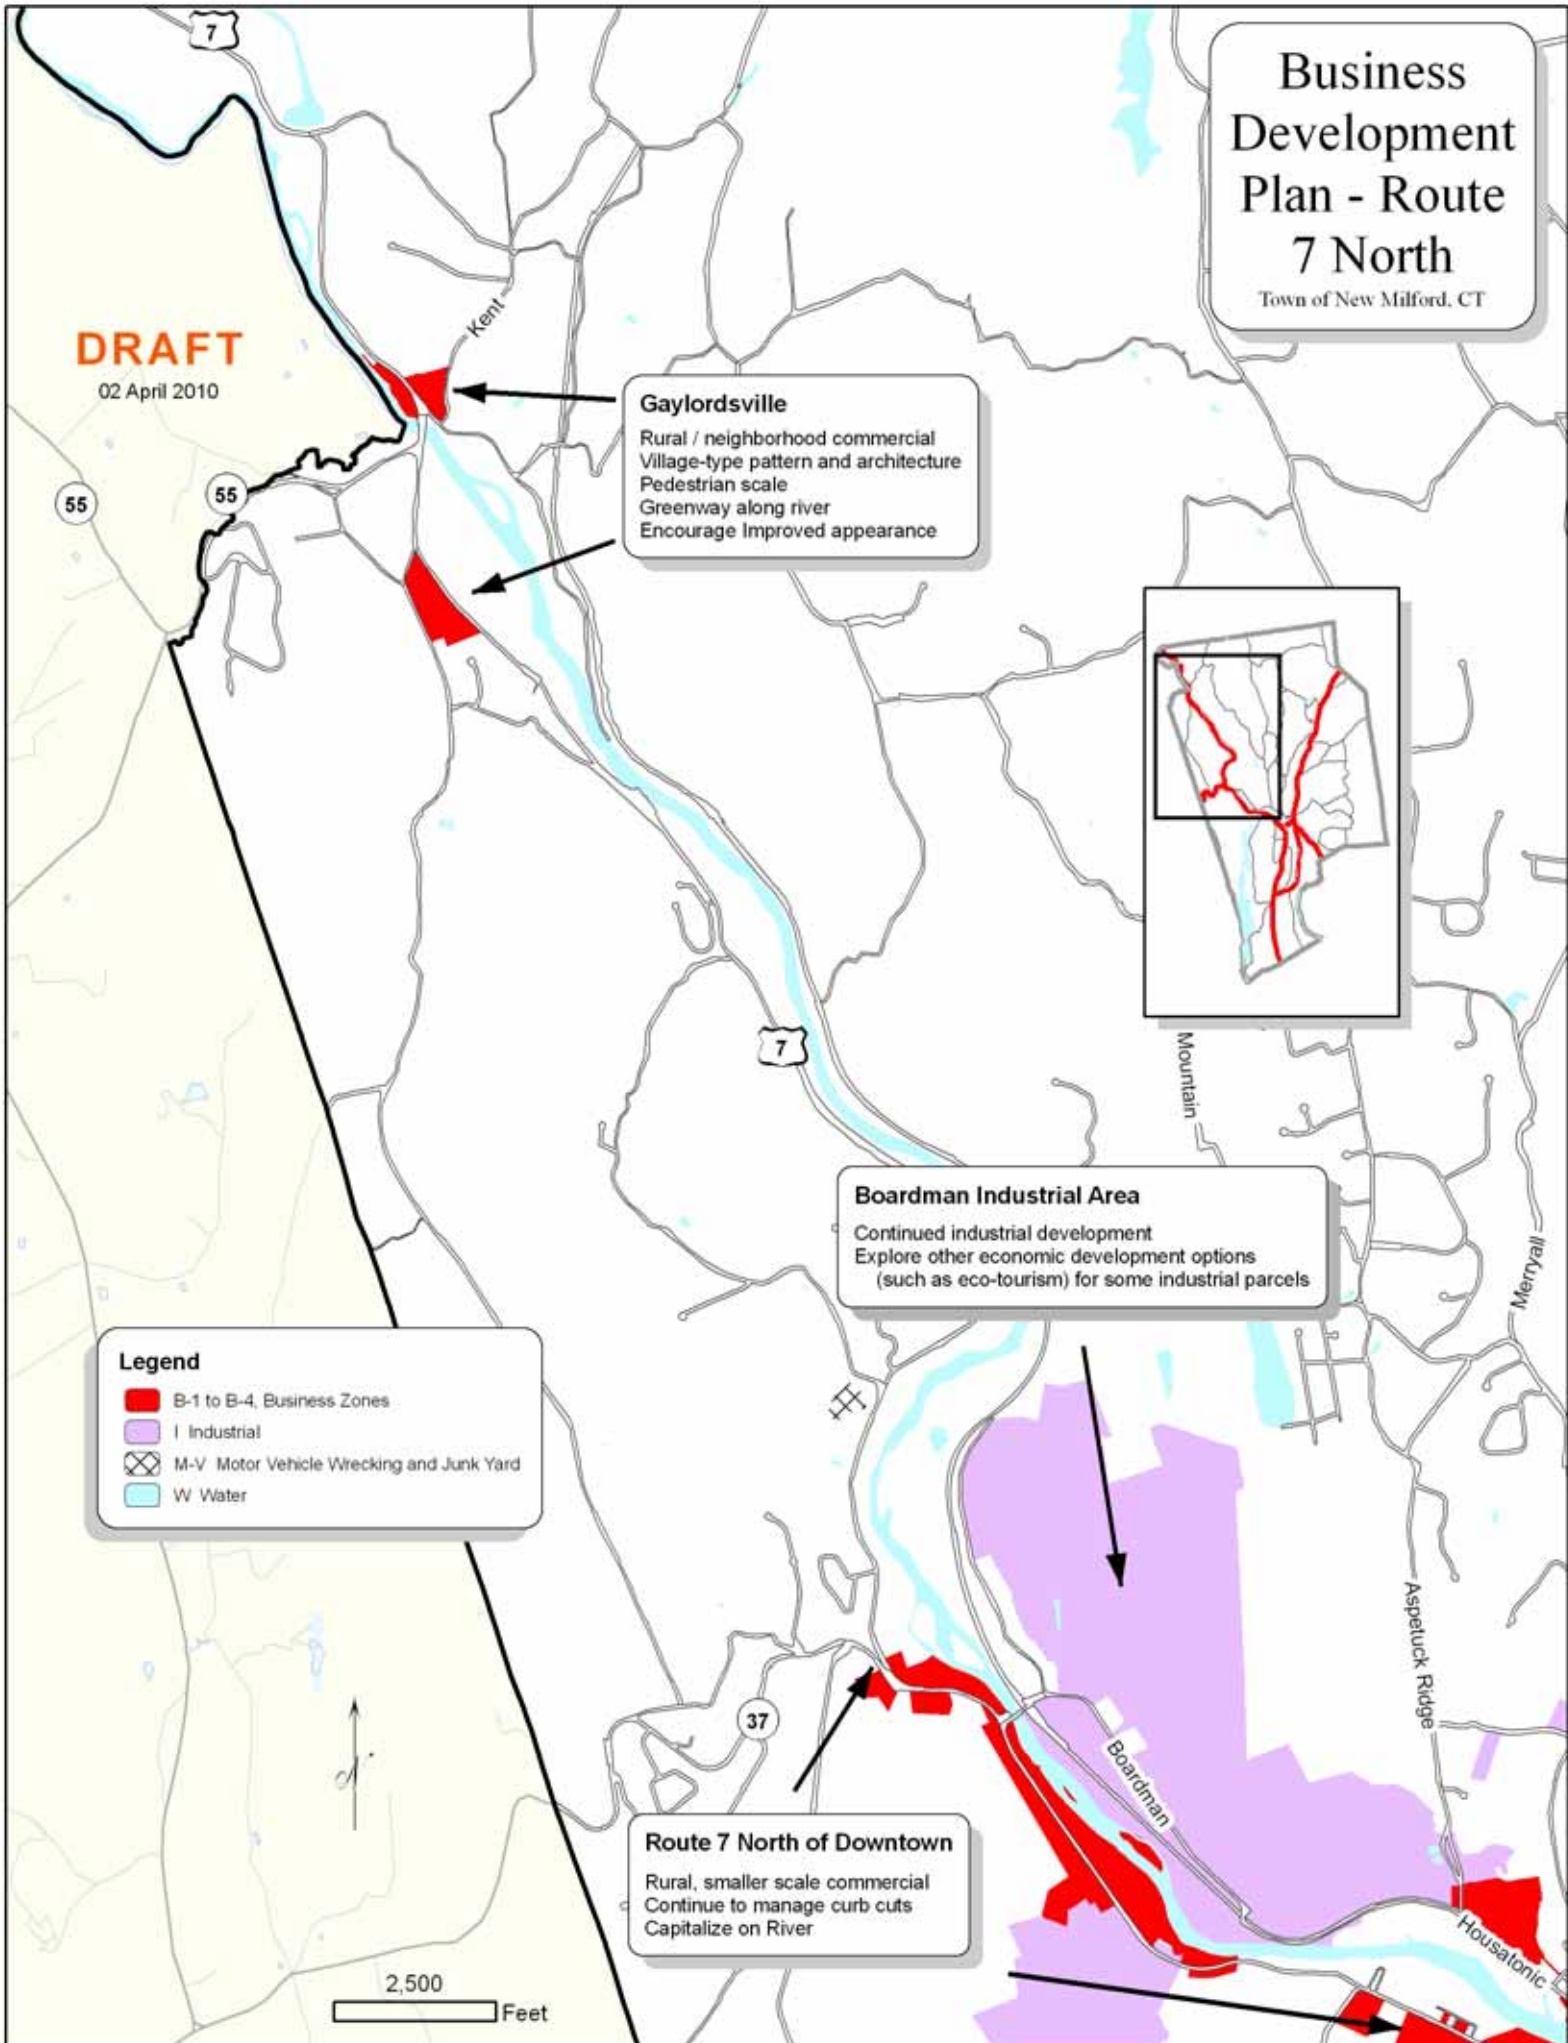 7
Business
Development
Plan - Route
7 North
Town of New Milford, CT
Kent
DRAFT
02 April 2010
Gaylordsville
Rural / neighborhood commercial
Village-type pattern and architecture
Pedestrian scale
Greenway along river
Encourage Improved appearance
55
55
7
Mountain
Boardman Industrial Area
Continued industrial development
Explore other economic development options
(such as eco-tourism) for some industrial parcels
Merryall
Legend
B-1 to B-4, Business Zones
I Industrial
M-V Motor Vehicle Wrecking and Junk Yard
W Water
Aspetuck Ridge
37
Boardman
Route 7 North of Downtown
Rural, smaller scale commercial
Continue to manage curb cuts
Capitalize on River
Housatonic
2,500
Feet